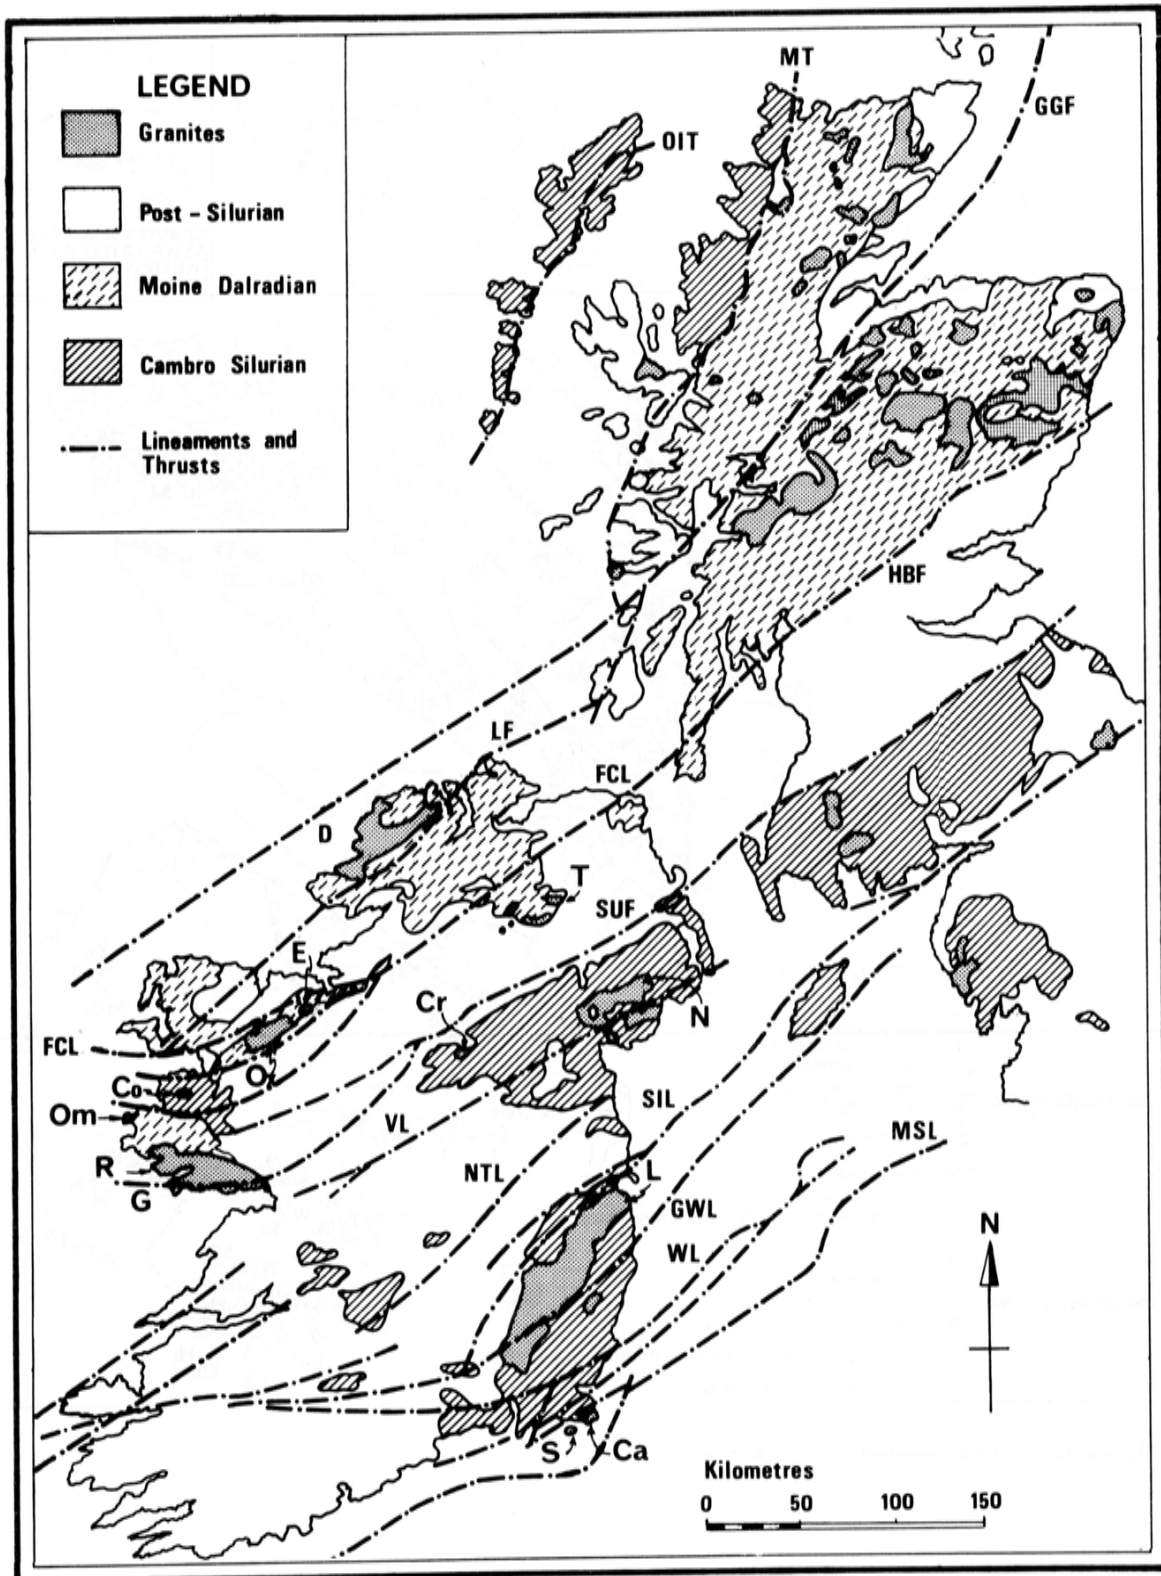 LEGEND
Granites
Post - Silurian
Moine Dalradian
Cambro Silurian
Lineaments and
Thrusts
MT
GGF
OIT
HBF
LF
FCL
D
T
SUF
E
Cr
N
FCL
O
Co
Om
VL
SIL
MSL
R
NTL
L
G
GWL
WL
N
S
Ca
Kilometres
0 50 100 150